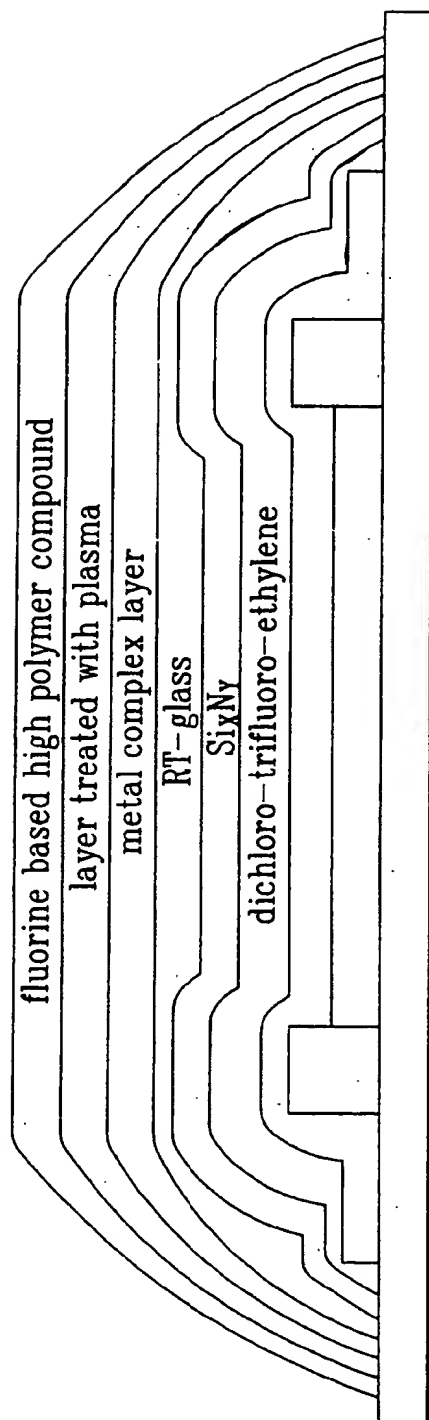 fluorine based high polymer compound
layer treated with plasma
metal complex layer
RT-glass
SiXNY
dichloro-trifluoro-ethylene